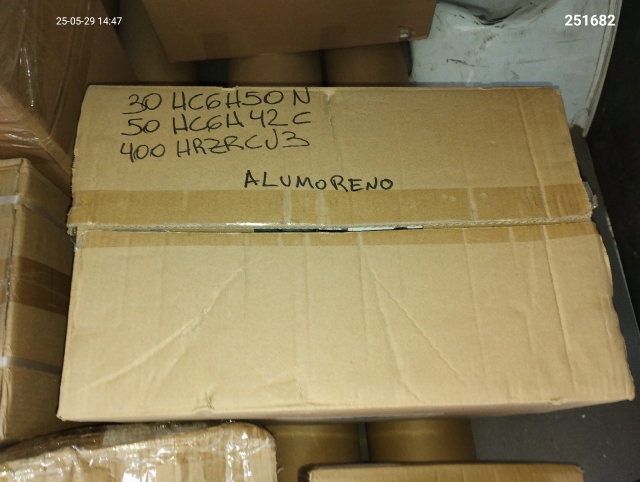 25-05-29 14:47
251682
30 HC6H50N
50 HC6H42C
400 HRZRCJ3
ALUMORENO